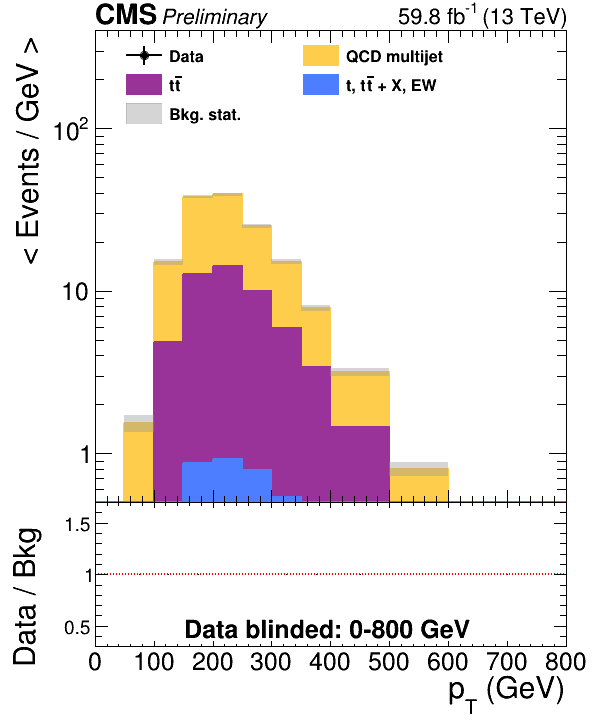 CMS Preliminary 59.8 fb⁻¹ (13 TeV)
Data QCD multijet
tt̅ t, tt̅ + X, EW
Bkg. stat.
< Events / GeV >
10²
10
1
Data / Bkg
1.5
1
0.5
Data blinded: 0-800 GeV
0 100 200 300 400 500 600 700 800
p_T (GeV)